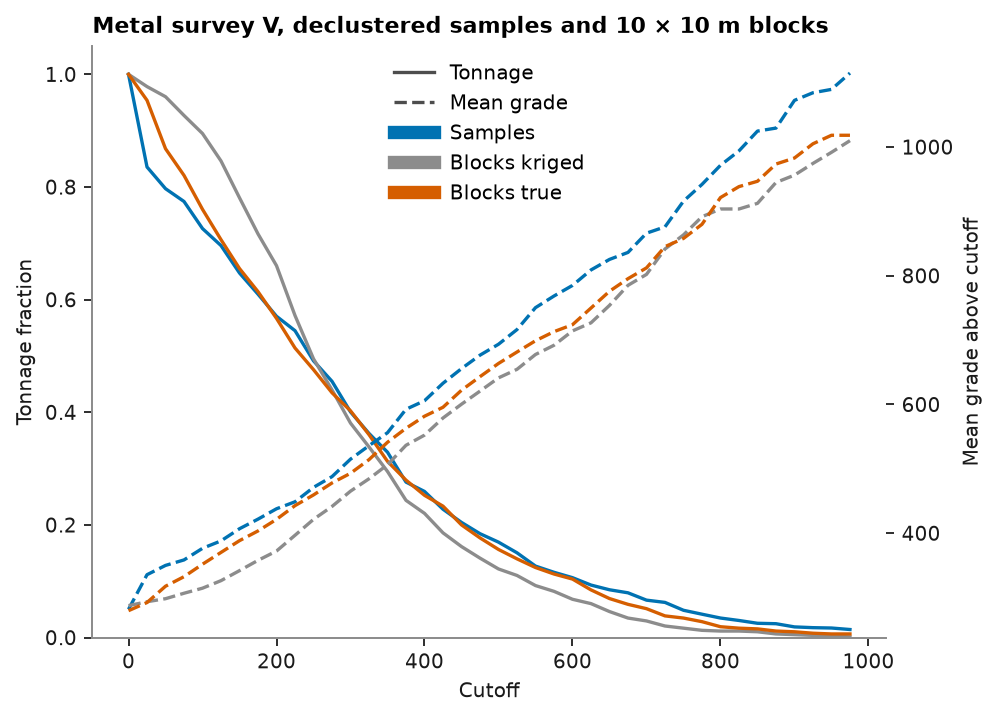 Metal survey V, declustered samples and 10 × 10 m blocks
Tonnage
Mean grade
Samples
Blocks kriged
Blocks true
Tonnage fraction
1.0
0.8
0.6
0.4
0.2
0.0
0
200
400
600
800
1000
Cutoff
1000
800
600
400
Mean grade above cutoff